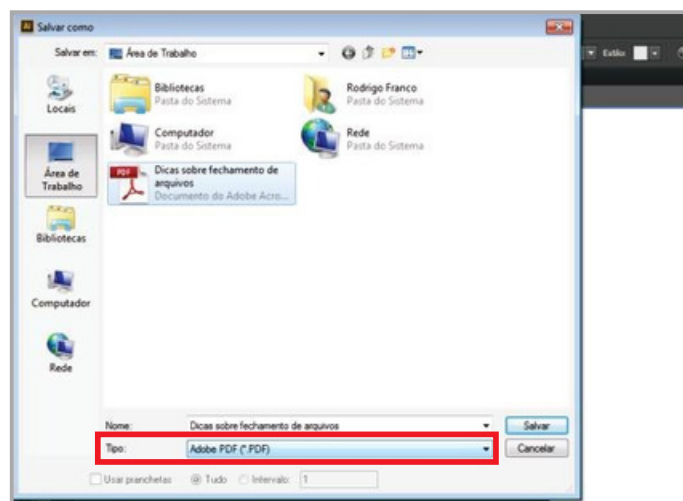 Salvar como
Salvar em: Área de Trabalho
Estilo:
Locais
Área de
Trabalho
Bibliotecas
Computador
Rede
Bibliotecas
Pasta do Sistema
Rodrigo Franco
Pasta do Sistema
Computador
Pasta do Sistema
Rede
Pasta do Sistema
PDF
Dicas sobre fechamento de
arquivos
Documento do Adobe Acro...
Nome: Dicas sobre fechamento de arquivos
Salvar
Tipo: Adobe PDF (*.PDF)
Cancelar
Usar pranchetas Tudo Intervalo: 1